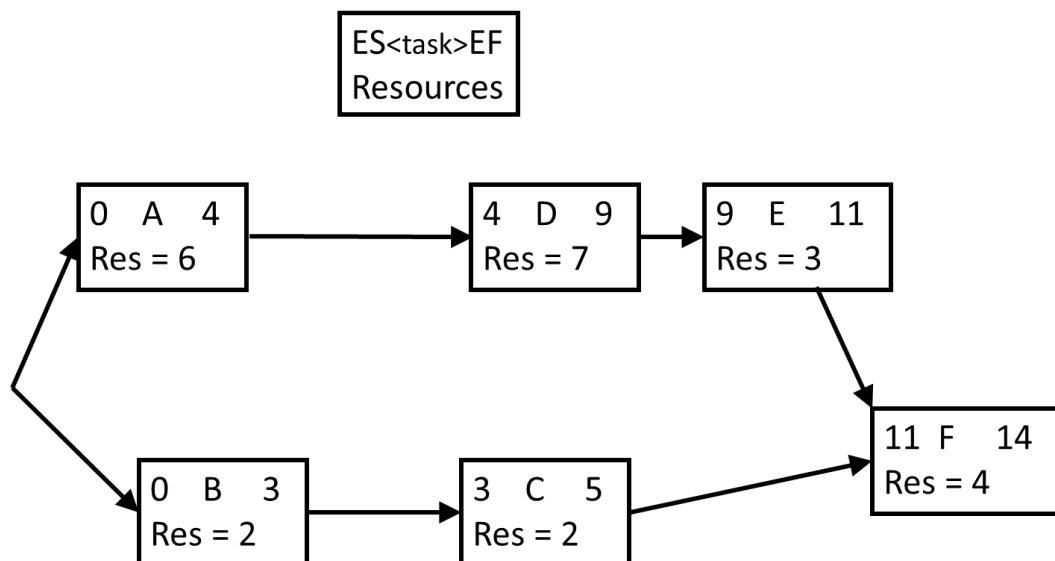 ES<task>EF
Resources
0 A 4
Res = 6
4 D 9
Res = 7
9 E 11
Res = 3
11 F 14
Res = 4
0 B 3
Res = 2
3 C 5
Res = 2